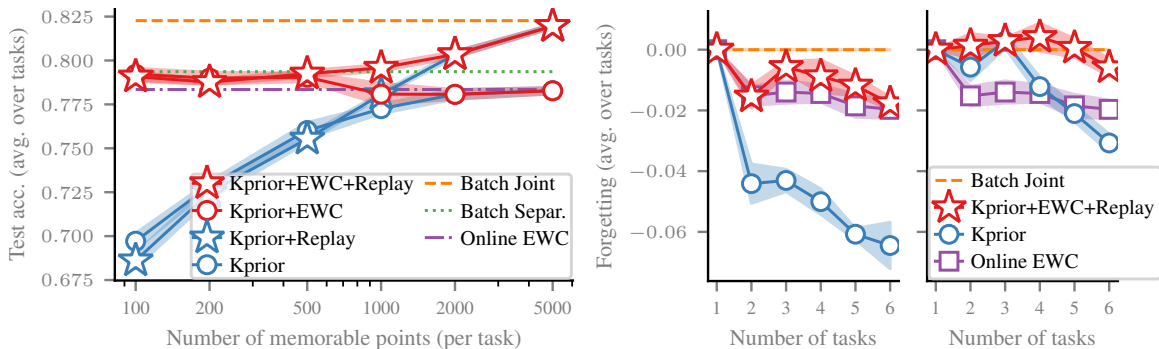 Test acc. (avg. over tasks)
0.825
0.800
0.775
0.750
0.725
0.700
0.675
Kprior+EWC+Replay
Kprior+EWC
Kprior+Replay
Kprior
Batch Joint
Batch Separ.
Online EWC
100 200 500 1000 2000 5000
Number of memorable points (per task)
Forgetting (avg. over tasks)
0.00
−0.02
−0.04
−0.06
1 2 3 4 5 6
Number of tasks
Batch Joint
Kprior+EWC+Replay
Kprior
Online EWC
1 2 3 4 5 6
Number of tasks